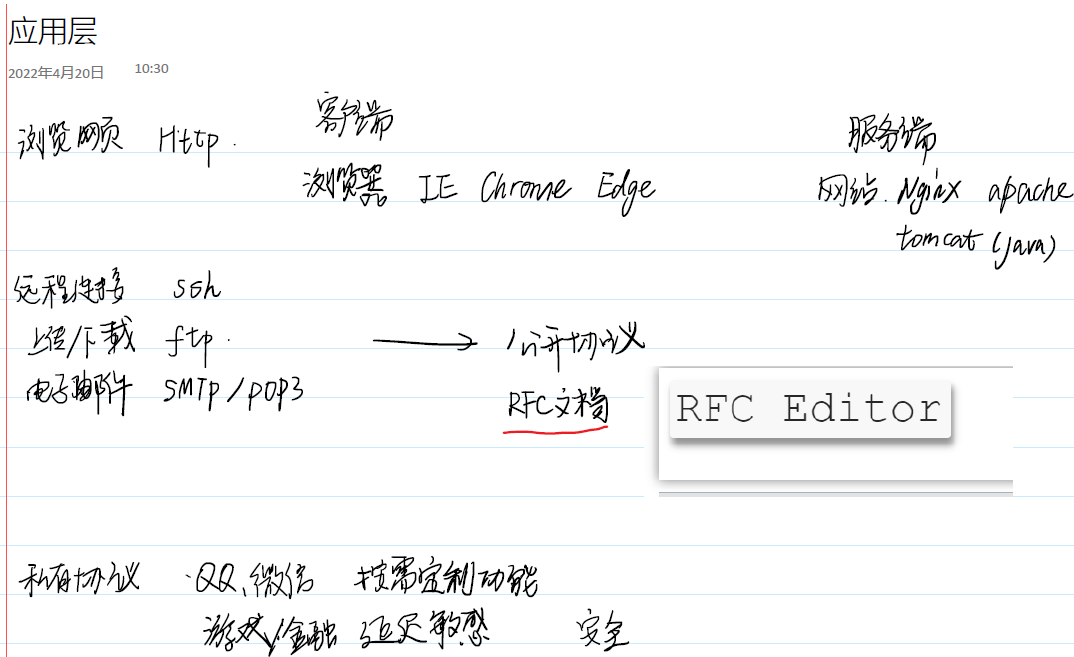 应用层
2022年4月20日 10:30
客户端 服务端
浏览网页 Http.
浏览器 IE Chrome Edge 网站. Nginx apache
tomcat (java)
远程连接 ssh
上传/下载 ftp. → 公开协议
电子邮件 SMTP/pop3 RFC文档
RFC Editor
私有协议 · QQ、微信 按需定制功能
游戏、金融 延迟敏感 安全